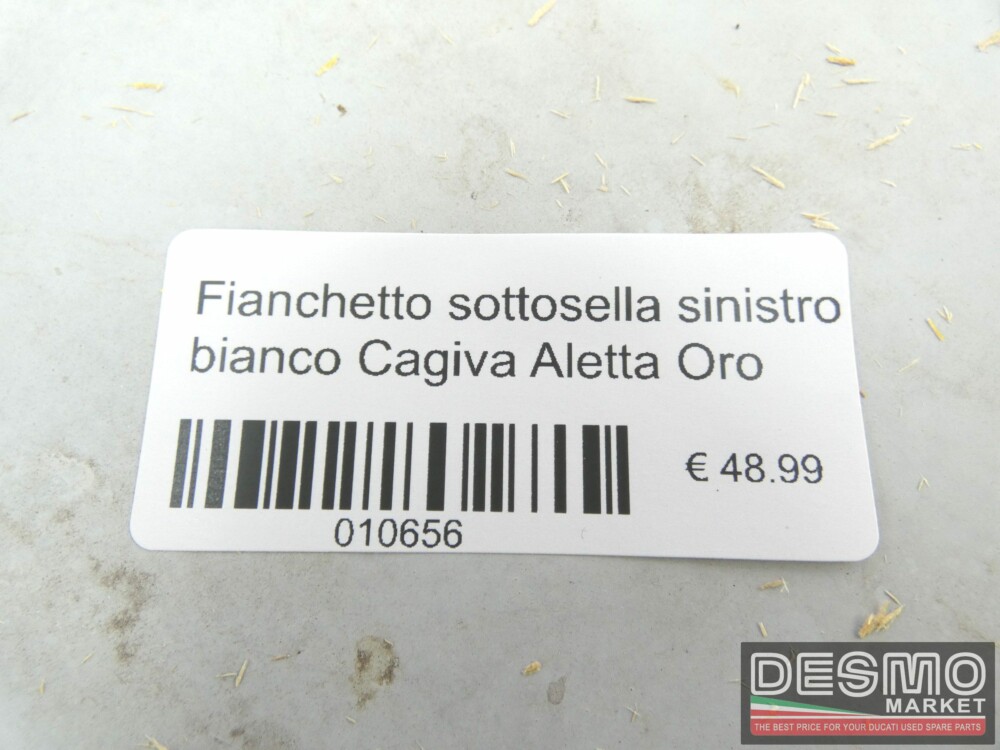 Fianchetto sottosella sinistro
bianco Cagiva Aletta Oro
€ 48.99
010656
DESMO
MARKET
THE BEST PRICE FOR YOUR DUCATI USED SPARE PARTS